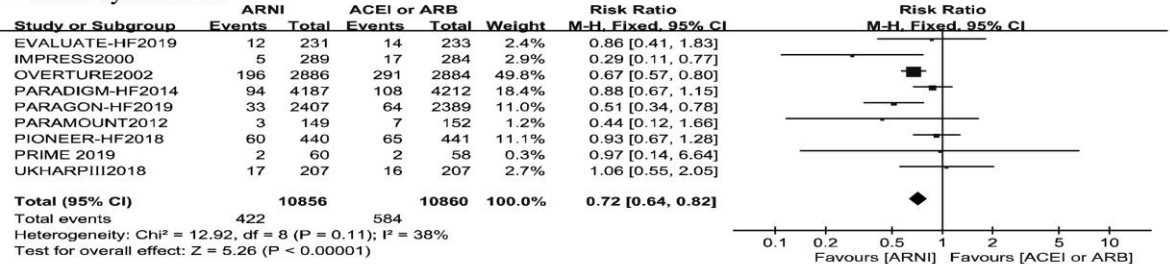 ARNI ACEI or ARB Risk Ratio Risk Ratio
Study or Subgroup Events Total Events Total Weight M-H, Fixed, 95% CI M-H, Fixed, 95% CI
EVALUATE-HF2019 12 231 14 233 2.4% 0.86 [0.41, 1.83]
IMPRESS2000 5 289 17 284 2.9% 0.29 [0.11, 0.77]
OVERTURE2002 196 2886 291 2884 49.8% 0.67 [0.57, 0.80]
PARADIGM-HF2014 94 4187 108 4212 18.4% 0.88 [0.67, 1.15]
PARAGON-HF2019 33 2407 64 2389 11.0% 0.51 [0.34, 0.78]
PARAMOUNT2012 3 149 7 152 1.2% 0.44 [0.12, 1.66]
PIONEER-HF2018 60 440 65 441 11.1% 0.93 [0.67, 1.28]
PRIME 2019 2 60 2 58 0.3% 0.97 [0.14, 6.64]
UKHARPIII2018 17 207 16 207 2.7% 1.06 [0.55, 2.05]
Total (95% CI) 10856 10860 100.0% 0.72 [0.64, 0.82]
Total events 422 584
Heterogeneity: Chi² = 12.92, df = 8 (P = 0.11); I² = 38%
Test for overall effect: Z = 5.26 (P < 0.00001)
0.1 0.2 0.5 1 2 5 10
Favours [ARNI] Favours [ACEI or ARB]